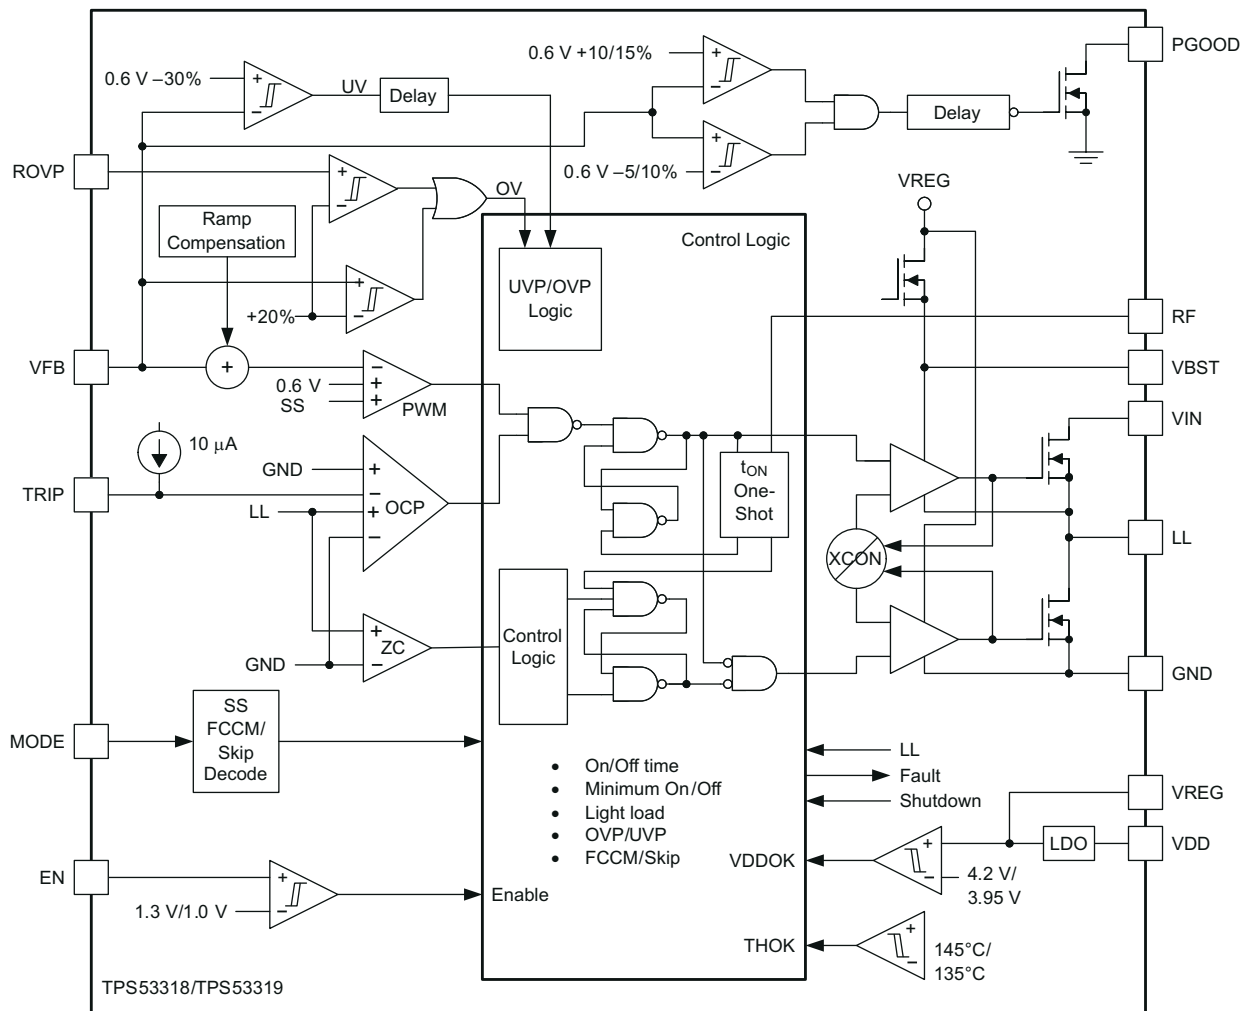 PGOOD
0.6 V +10/15%
0.6 V –30%
+
−
UV
Delay
+
−
Delay
+
−
0.6 V –5/10%
ROVP
+
−
OV
VREG
Ramp
Compensation
Control Logic
UVP/OVP
Logic
+
−
+20%
RF
VFB
+
−
+
+
0.6 V
SS
PWM
VBST
VIN
10 μA
GND
TRIP
LL
+
−
+
−
OCP
tON
One-
Shot
XCON
LL
Control
Logic
+
−
ZC
GND
GND
MODE
SS
FCCM/
Skip
Decode
• On/Off time
• Minimum On/Off
• Light load
• OVP/UVP
• FCCM/Skip
LL
Fault
Shutdown
VREG
VDD
LDO
VDDOK
+
−
4.2 V/
3.95 V
EN
+
−
1.3 V/1.0 V
Enable
THOK
+
−
145°C/
135°C
TPS53318/TPS53319